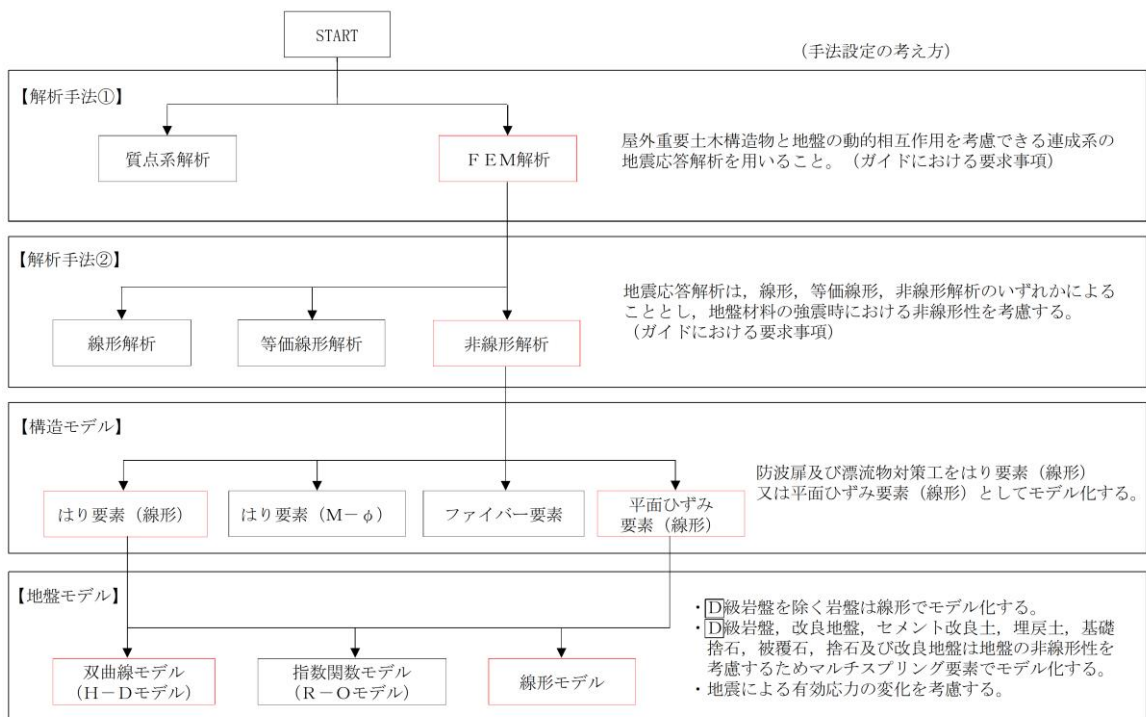 START
(手法設定の考え方)
【解析手法①】
質点系解析
ＦＥＭ解析
屋外重要土木構造物と地盤の動的相互作用を考慮できる連成系の
地震応答解析を用いること。（ガイドにおける要求事項）
【解析手法②】
線形解析
等価線形解析
非線形解析
地震応答解析は，線形，等価線形，非線形解析のいずれかによる
こととし，地盤材料の強震時における非線形性を考慮する。
（ガイドにおける要求事項）
【構造モデル】
はり要素（線形）
はり要素（Ｍ－φ）
ファイバー要素
平面ひずみ
要素（線形）
防波扉及び漂流物対策工をはり要素（線形）
又は平面ひずみ要素（線形）としてモデル化する。
【地盤モデル】
双曲線モデル
（Ｈ－Ｄモデル）
指数関数モデル
（Ｒ－Ｏモデル）
線形モデル
・D級岩盤を除く岩盤は線形でモデル化する。
・D級岩盤，改良地盤，セメント改良土，埋戻土，基礎
捨石，被覆石，捨石及び改良地盤は地盤の非線形性を
考慮するためマルチスプリング要素でモデル化する。
・地震による有効応力の変化を考慮する。